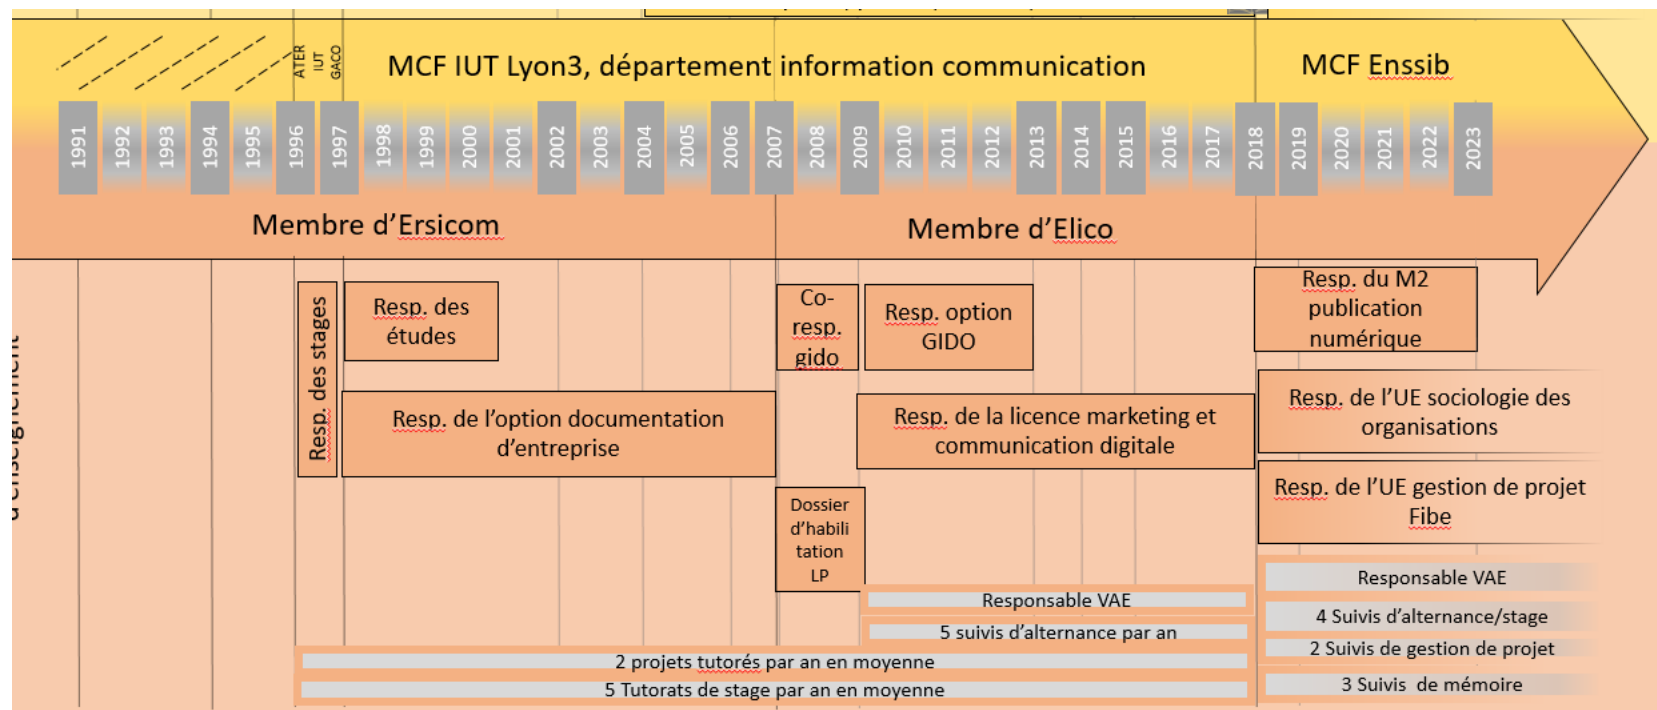 ATER
IUT
GACO
MCF IUT Lyon3, département information communication
MCF Enssib
1991
1992
1993
1994
1995
1996
1997
1998
1999
2000
2001
2002
2003
2004
2005
2006
2007
2008
2009
2010
2011
2012
2013
2014
2015
2016
2017
2018
2019
2020
2021
2022
2023
Membre d’Ersicom
Membre d’Elico
d’enseignement
Resp. des stages
Resp. des
études
Co-
resp.
gido
Resp. option
GIDO
Resp. du M2
publication
numérique
Resp. de l’option documentation
d’entreprise
Resp. de la licence marketing et
communication digitale
Resp. de l’UE sociologie des
organisations
Resp. de l’UE gestion de projet
Fibe
Dossier
d’habili
tation
LP
Responsable VAE
5 suivis d’alternance par an
2 projets tutorés par an en moyenne
5 Tutorats de stage par an en moyenne
Responsable VAE
4 Suivis d’alternance/stage
2 Suivis de gestion de projet
3 Suivis de mémoire